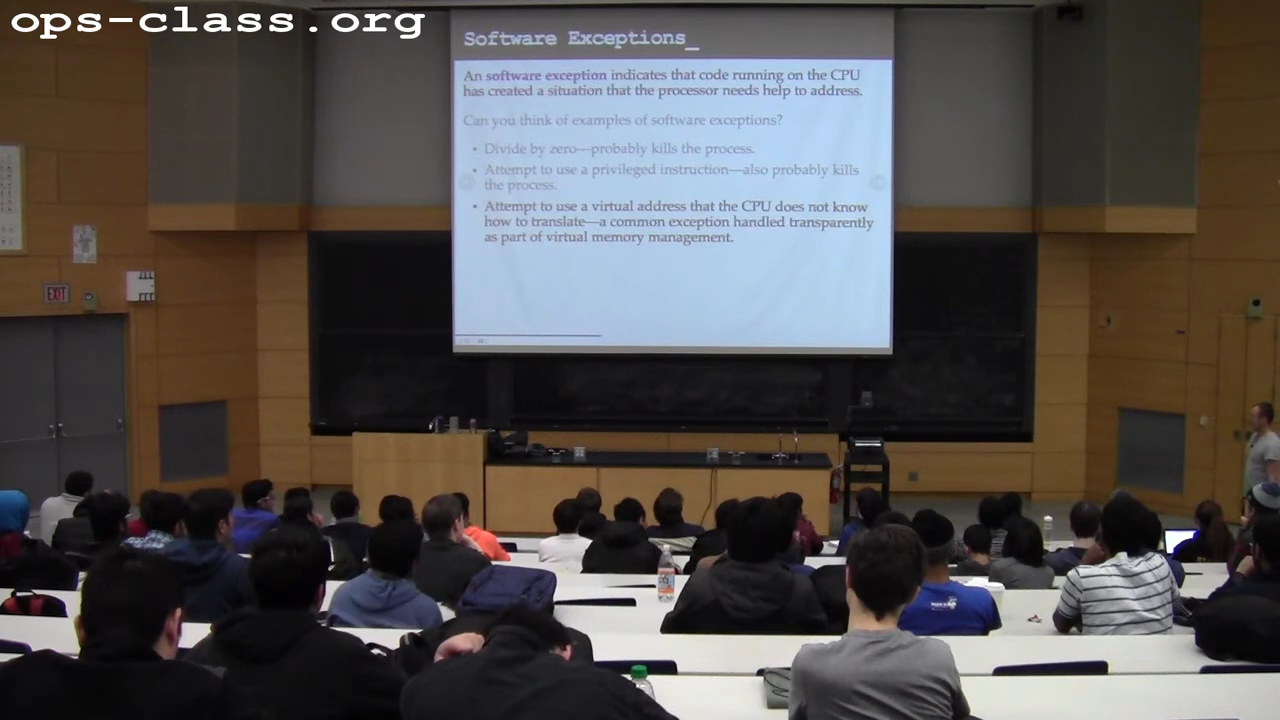 ops-class.org
Software Exceptions_
An software exception indicates that code running on the CPU
has created a situation that the processor needs help to address.
Can you think of examples of software exceptions?
• Divide by zero—probably kills the process.
• Attempt to use a privileged instruction—also probably kills
the process.
• Attempt to use a virtual address that the CPU does not know
how to translate—a common exception handled transparently
as part of virtual memory management.
EXIT